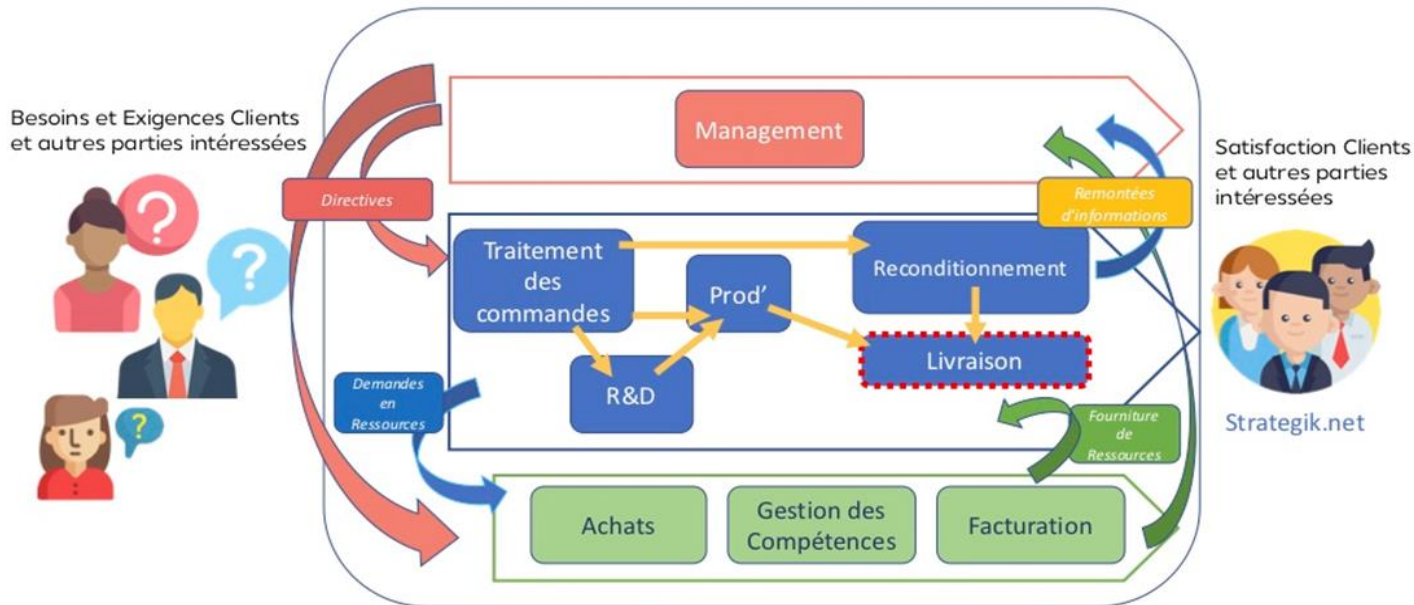 Besoins et Exigences Clients
et autres parties intéressées
?
?
?
Directives
Demandes
en
Ressources
Management
Traitement
des
commandes
R&D
Prod’
Reconditionnement
Livraison
Remontées
d’informations
Fourniture
de
Ressources
Achats
Gestion des
Compétences
Facturation
Satisfaction Clients
et autres parties
intéressées
Strategik.net